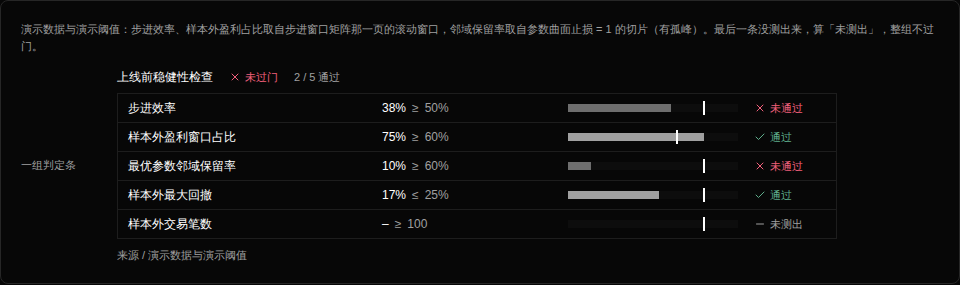 演示数据与演示阈值：步进效率、样本外盈利占比取自步进窗口矩阵那一页的滚动窗口，邻域保留率取自参数曲面止损 = 1 的切片（有孤峰）。最后一条没测出来，算「未测出」，整组不过
门。
上线前稳健性检查 × 未过门 2 / 5 通过
步进效率 38% ≥ 50% × 未通过
样本外盈利窗口占比 75% ≥ 60% ✓ 通过
一组判定条
最优参数邻域保留率 10% ≥ 60% × 未通过
样本外最大回撤 17% ≤ 25% ✓ 通过
样本外交易笔数 – ≥ 100 – 未测出
来源 / 演示数据与演示阈值